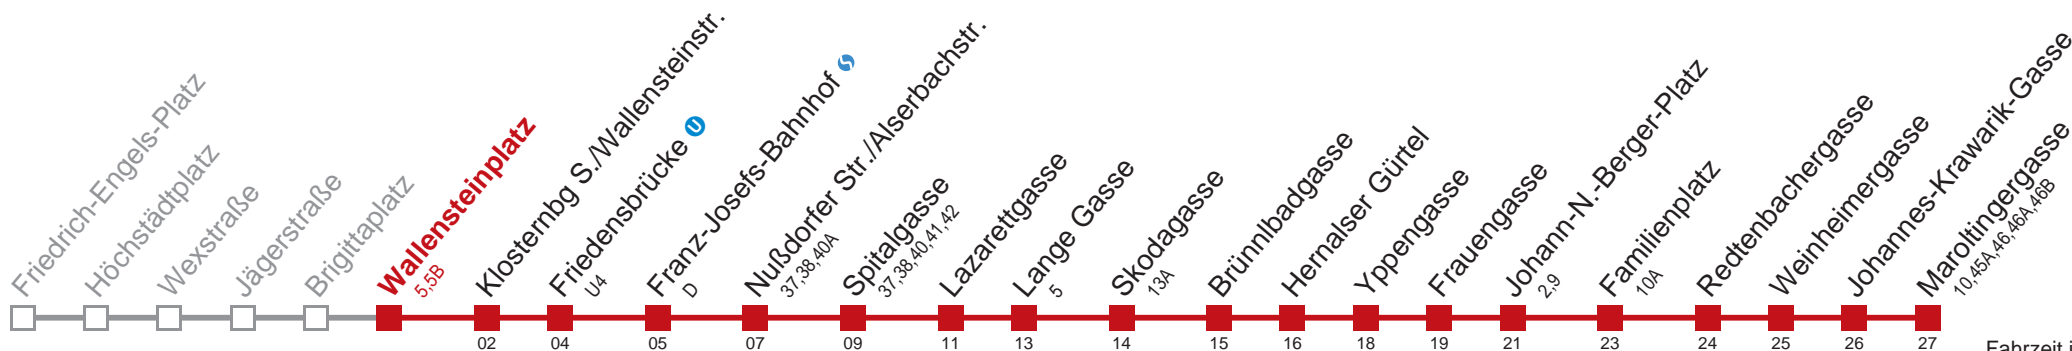 Friedrich-Engels-Platz
Höchstädtplatz
Wexstraße
Jägerstraße
Brigittaplatz
Wallensteinplatz
5,5B
Klosternbg S./Wallensteinstr.
Friedensbrücke U
U4
Franz-Josefs-Bahnhof S
D
Nußdorfer Str./Alserbachstr.
37,38,40A
Spitalgasse
37,38,40,41,42
Lazarettgasse
Lange Gasse
5
Skodagasse
13A
Brünnlbadgasse
Hernalser Gürtel
Yppengasse
Frauengasse
Johann-N.-Berger-Platz
2,9
Familienplatz
10A
Redtenbachergasse
Weinheimergasse
Johannes-Krawarik-Gasse
Maroltingergasse
10,45A,46,46A,46B
02 04 05 07 09 11 13 14 15 16 18 19 21 23 24 25 26 27
Fahrzeit i